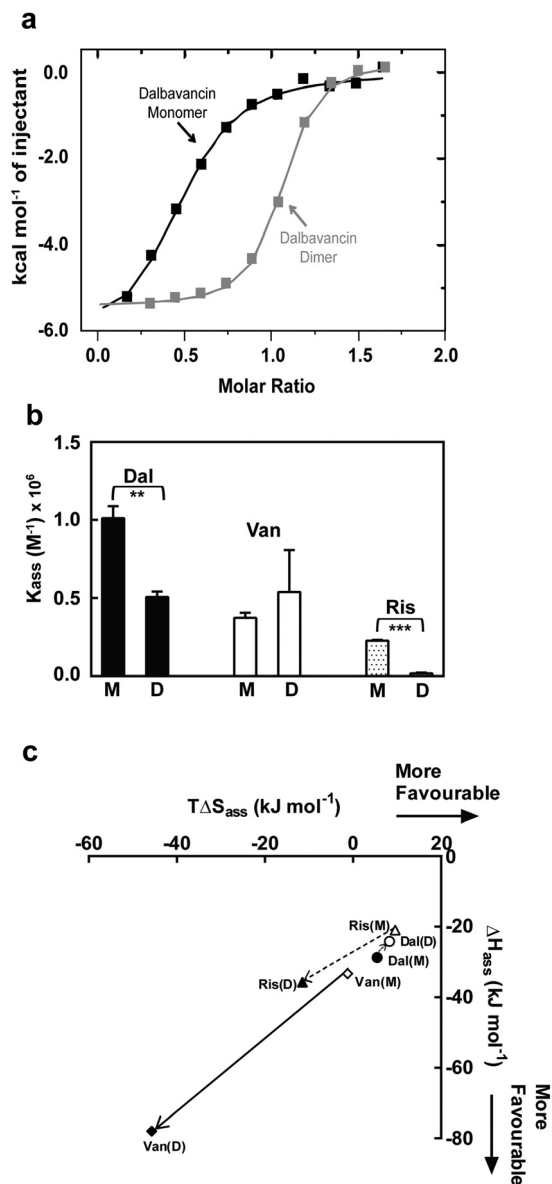 a
0.0
-2.0
-4.0
-6.0
kcal mol-1 of injectant
Dalbavancin
Monomer
Dalbavancin
Dimer
0.0 0.5 1.0 1.5 2.0
Molar Ratio
b
1.5
1.0
0.5
0.0
Kass (M-1) x 106
Dal
**
Van
Ris
***
M D M D M D
c
More
Favourable
TΔSass (kJ mol-1)
-60 -40 -20 0 20
0
-20
-40
-60
-80
ΔHass (kJ mol-1)
More
Favourable
Ris(M)
Dal(D)
Dal(M)
Ris(D)
Van(M)
Van(D)